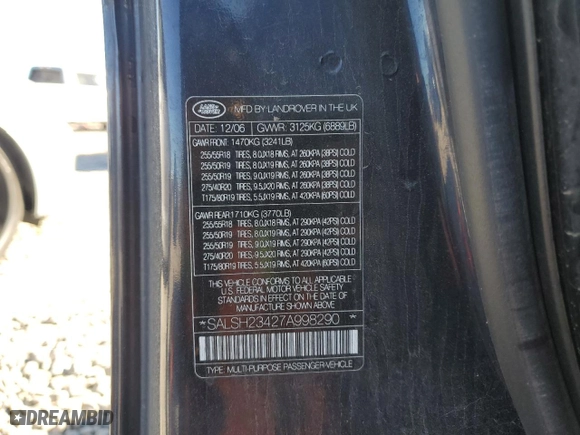 LAND ROVER
MFD BY LANDROVER IN THE UK
DATE 12/06 GVWR: 3125KG (6889LB)
GAWR FRONT 1470KG (3241LB)
255/55R18 TIRES, 8.0JX18 RIMS, AT 260KPA (38PSI) COLD
255/50R19 TIRES, 8.0JX19 RIMS, AT 260KPA (38PSI) COLD
255/50R19 TIRES, 9.0JX19 RIMS, AT 260KPA (38PSI) COLD
275/40R20 TIRES, 9.5JX20 RIMS, AT 260KPA (38PSI) COLD
T175/80R19 TIRES, 5.5JX19 RIMS, AT 420KPA (60PSI) COLD
GAWR REAR 1710KG (3770LB)
255/55R18 TIRES, 8.0JX18 RIMS, AT 290KPA (42PSI) COLD
255/50R19 TIRES, 8.0JX19 RIMS, AT 290KPA (42PSI) COLD
255/50R19 TIRES, 9.0JX19 RIMS, AT 290KPA (42PSI) COLD
275/40R20 TIRES, 9.5JX20 RIMS, AT 290KPA (42PSI) COLD
T175/80R19 TIRES, 5.5JX19 RIMS, AT 420KPA (60PSI) COLD
THIS VEHICLE CONFORMS TO ALL APPLICABLE
U.S. FEDERAL MOTOR VEHICLE SAFETY
STANDARDS IN EFFECT ON THE DATE OF
MANUFACTURE SHOWN ABOVE
*SALSH23427A998290*
TYPE: MULTI-PURPOSE PASSENGER-VEHICLE
DREAMBID